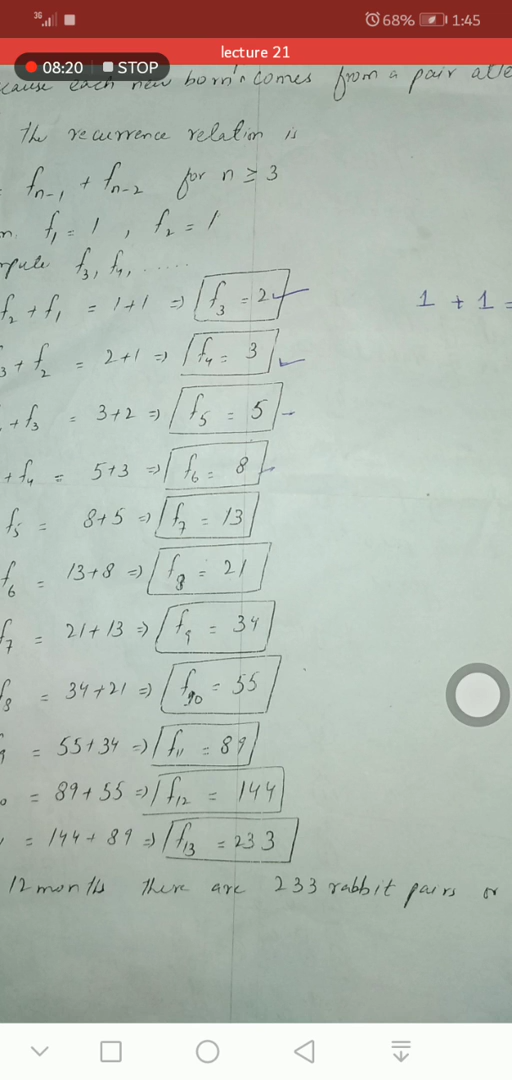 3G 68% 1:45
lecture 21
08:20 STOP
each new born comes from a pair
The recurrence relation is
fn-1 + fn-2 for n ≥ 3
f1 = 1 , f2 = 1
f3, f4, .....
f2 + f1 = 1+1 => f3 = 2 1 + 1 =
3 + f2 = 2+1 => f4 = 3
+ f3 = 3+2 => f5 = 5
+ f4 = 5+3 => f6 = 8
f5 = 8+5 => f7 = 13
f6 = 13+8 => f8 = 21
f7 = 21+13 => f9 = 34
f8 = 34+21 => f10 = 55
9 = 55+34 => f11 = 89
= 89+55 => f12 = 144
= 144+89 => f13 = 233
12 months there are 233 rabbit pairs or